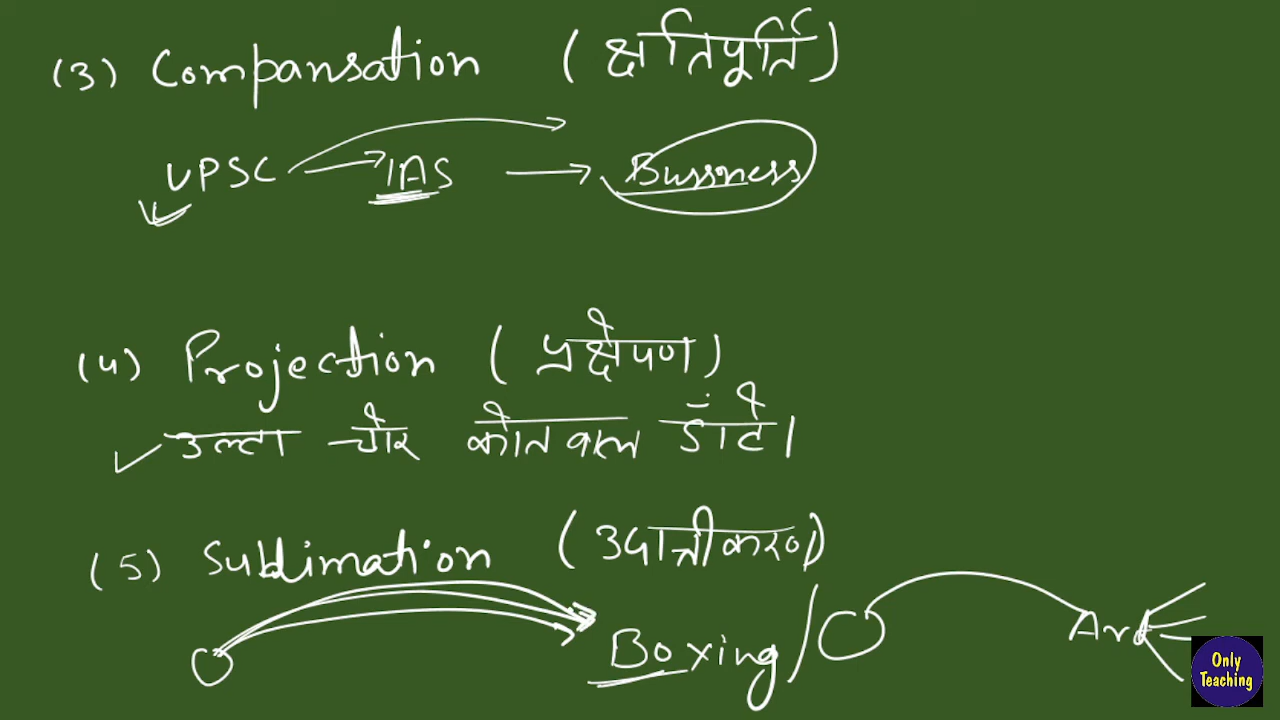 (3) Compansation (क्षतिपूर्ति)
UPSC → IAS → Bussness
(4) Projection (प्रक्षेपण)
उल्टा चोर कोतवाल डाँटे।
(5) Sublimation (उदात्तीकरण)
Boxing / Art
Only
Teaching